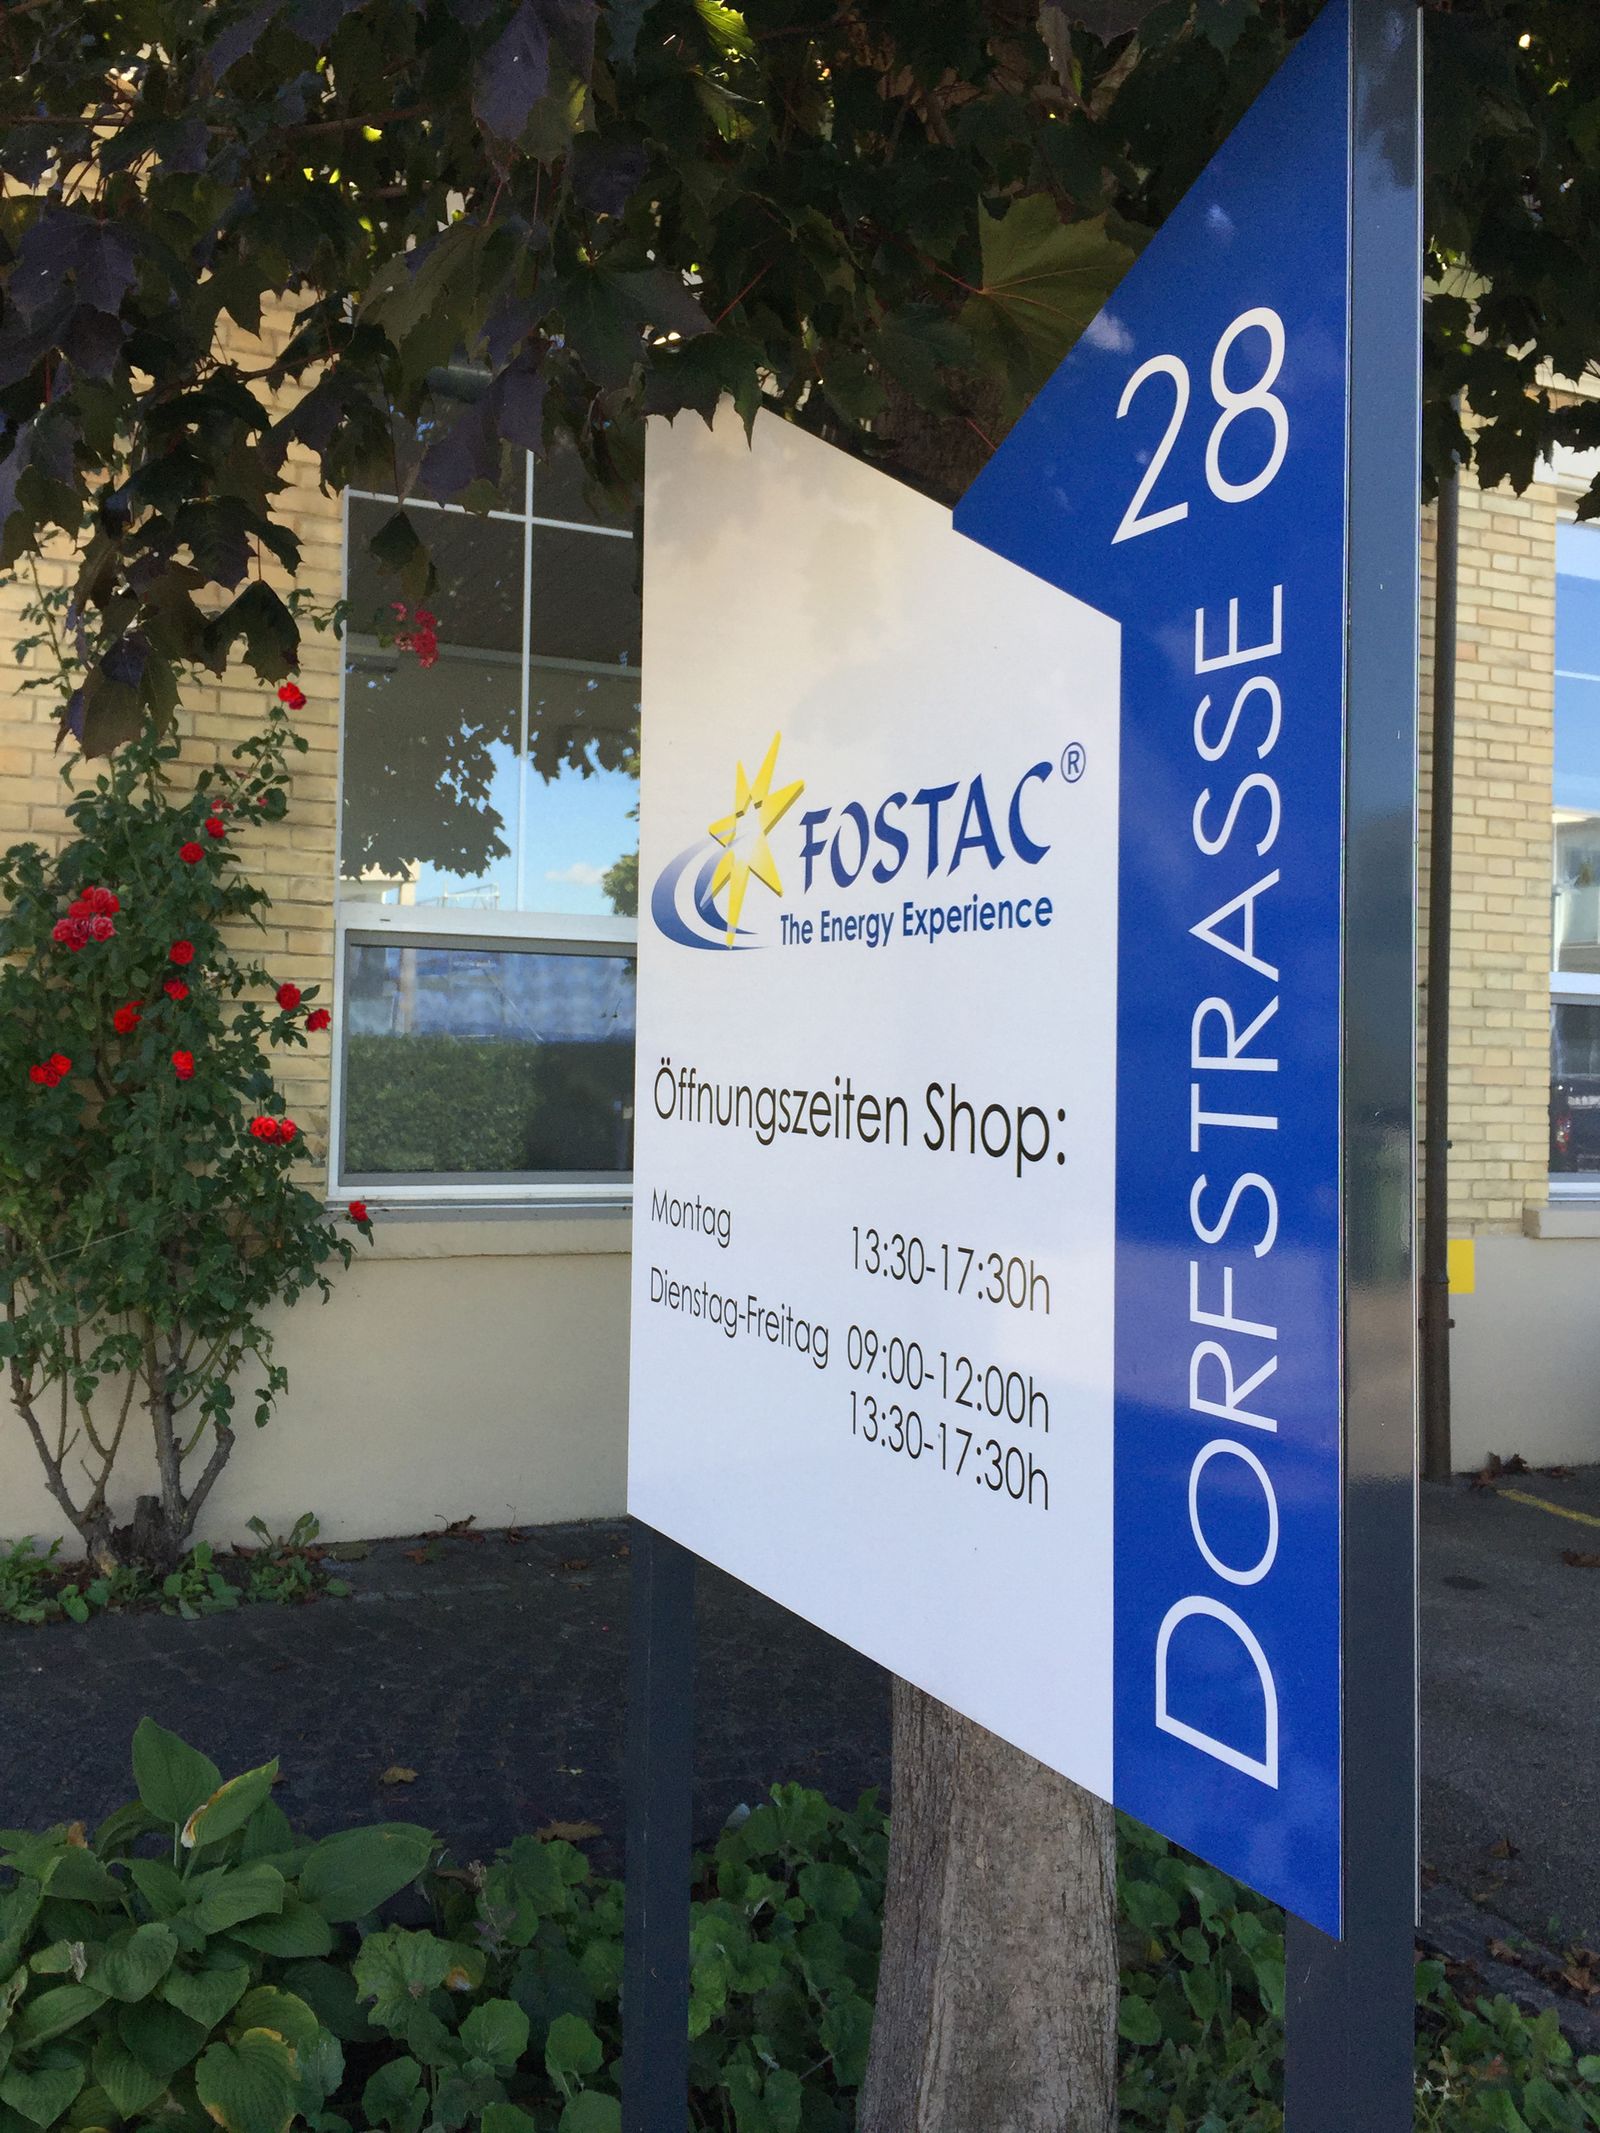 FOSTAC®
The Energy Experience
Öffnungszeiten Shop:
Montag 13:30-17:30h
Dienstag-Freitag 09:00-12:00h
13:30-17:30h
DORFSTRASSE 28